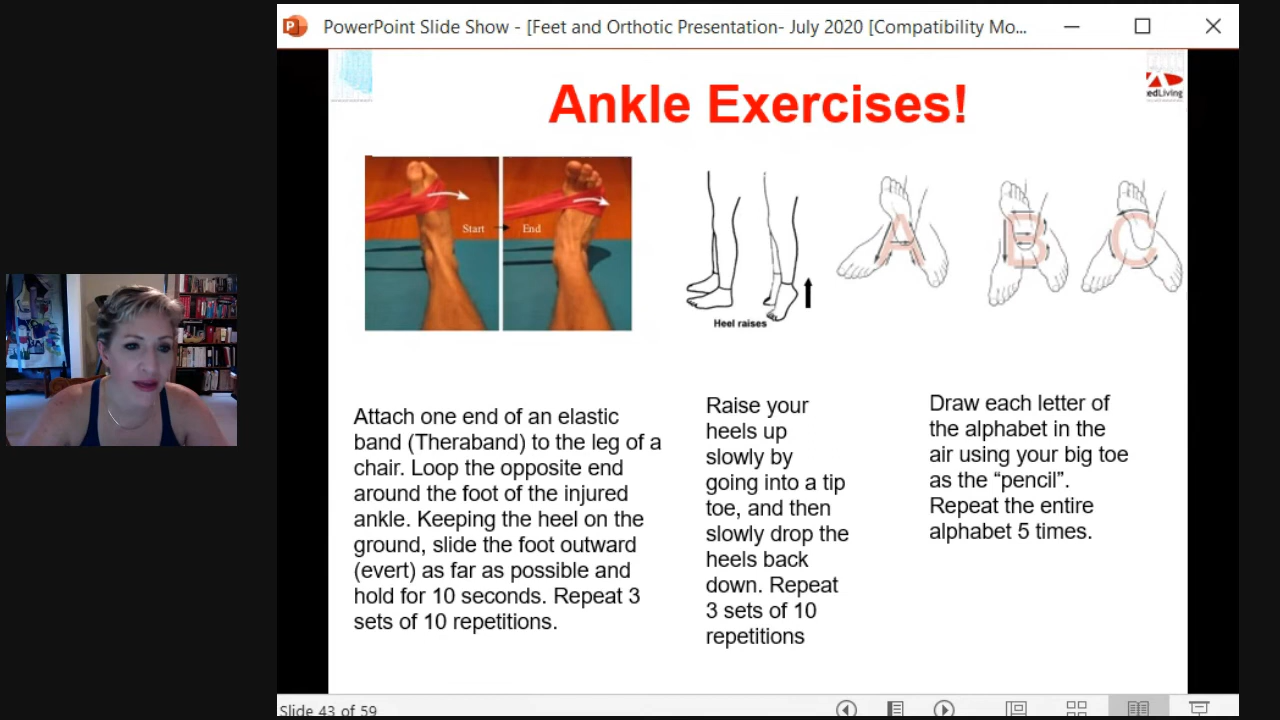 PowerPoint Slide Show - [Feet and Orthotic Presentation- July 2020 [Compatibility Mo...
edLiving
Ankle Exercises!
Start
End
A
B
C
Heel raises
Attach one end of an elastic
band (Theraband) to the leg of a
chair. Loop the opposite end
around the foot of the injured
ankle. Keeping the heel on the
ground, slide the foot outward
(evert) as far as possible and
hold for 10 seconds. Repeat 3
sets of 10 repetitions.
Raise your
heels up
slowly by
going into a tip
toe, and then
slowly drop the
heels back
down. Repeat
3 sets of 10
repetitions
Draw each letter of
the alphabet in the
air using your big toe
as the “pencil”.
Repeat the entire
alphabet 5 times.
Slide 43 of 59